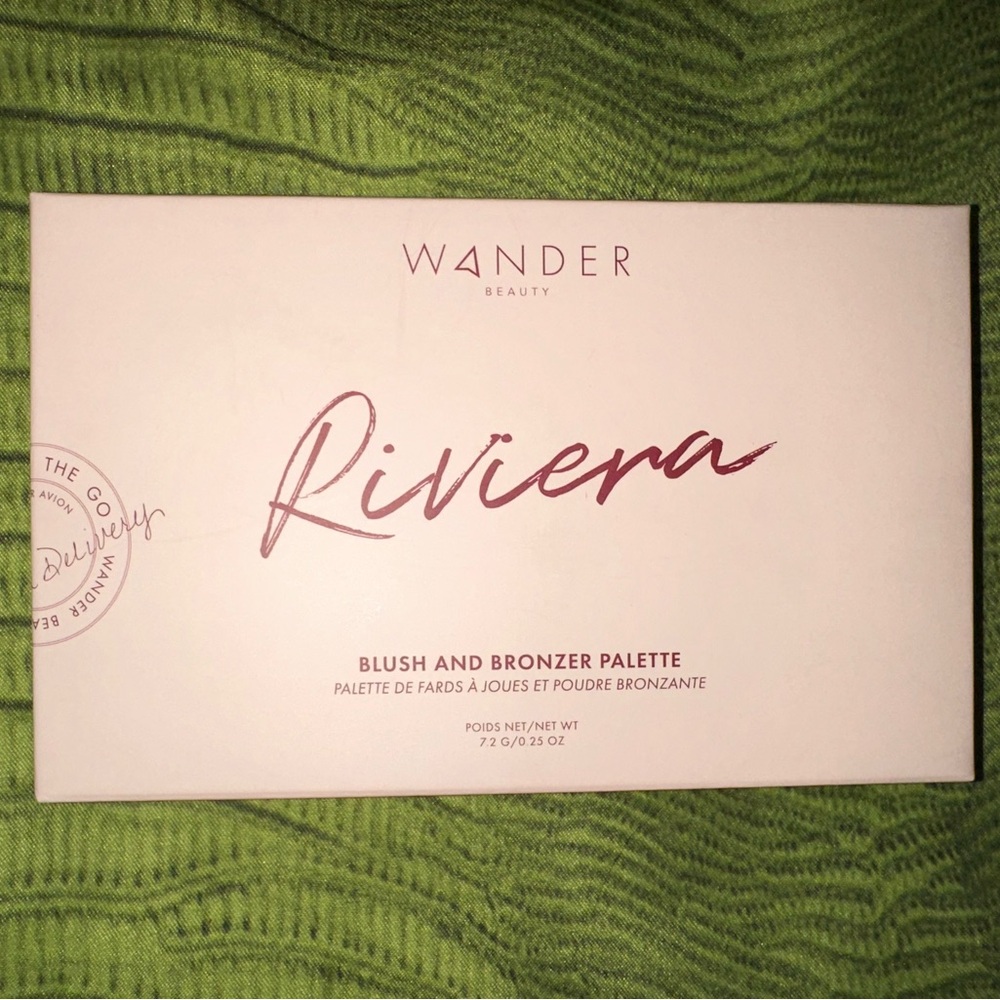 WANDER
BEAUTY
Riviera
THE GO
AVION
Delivery
WANDER
BLUSH AND BRONZER PALETTE
PALETTE DE FARDS À JOUES ET POUDRE BRONZANTE
POIDS NET/NET WT
7.2 G/0.25 OZ